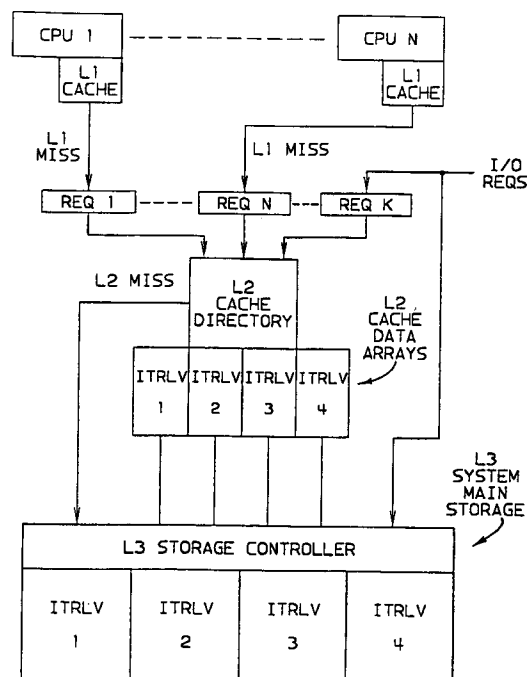 CPU 1
CPU N
L1
CACHE
L1
CACHE
L1
MISS
L1 MISS
I/O
REQS
REQ 1
REQ N
REQ K
L2 MISS
L2
CACHE
DIRECTORY
L2
CACHE
DATA
ARRAYS
ITRLV
1
ITRLV
2
ITRLV
3
ITRLV
4
L3
SYSTEM
MAIN
STORAGE
L3 STORAGE CONTROLLER
ITRLV
1
ITRLV
2
ITRLV
3
ITRLV
4